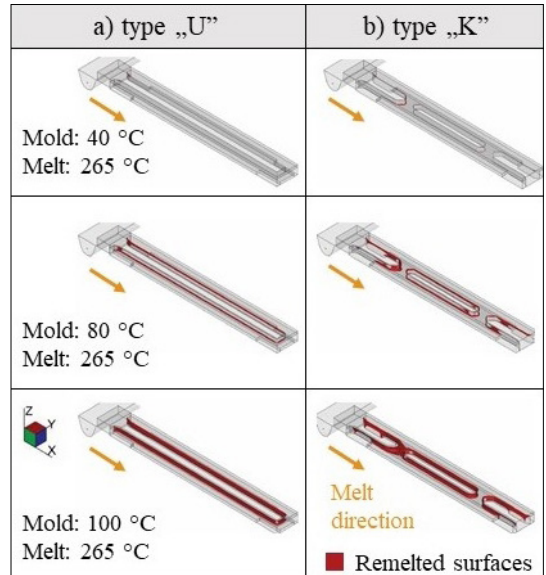 a) type „U”
b) type „K”
Mold: 40 °C
Melt: 265 °C
Mold: 80 °C
Melt: 265 °C
Z
Y
X
Mold: 100 °C
Melt: 265 °C
Melt
direction
Remelted surfaces